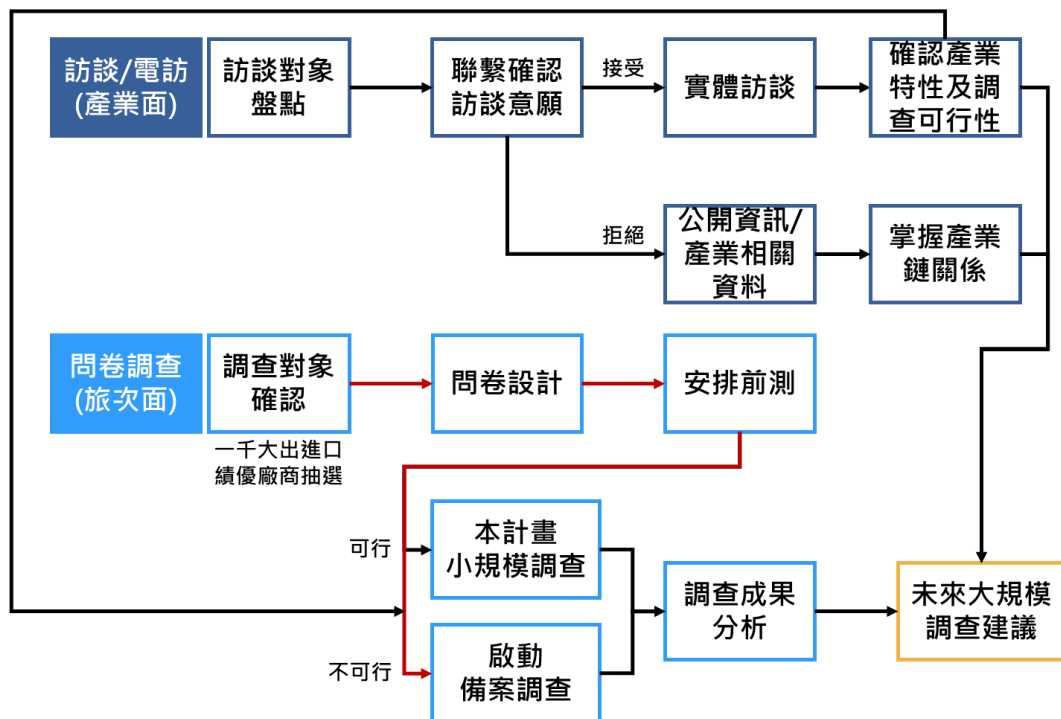 訪談/電訪
(產業面)
訪談對象
盤點
聯繫確認
訪談意願
接受
實體訪談
確認產業
特性及調
查可行性
拒絕
公開資訊/
產業相關
資料
掌握產業
鏈關係
問卷調查
(旅次面)
調查對象
確認
一千大出進口
績優廠商抽選
問卷設計
安排前測
可行
本計畫
小規模調查
不可行
啟動
備案調查
調查成果
分析
未來大規模
調查建議